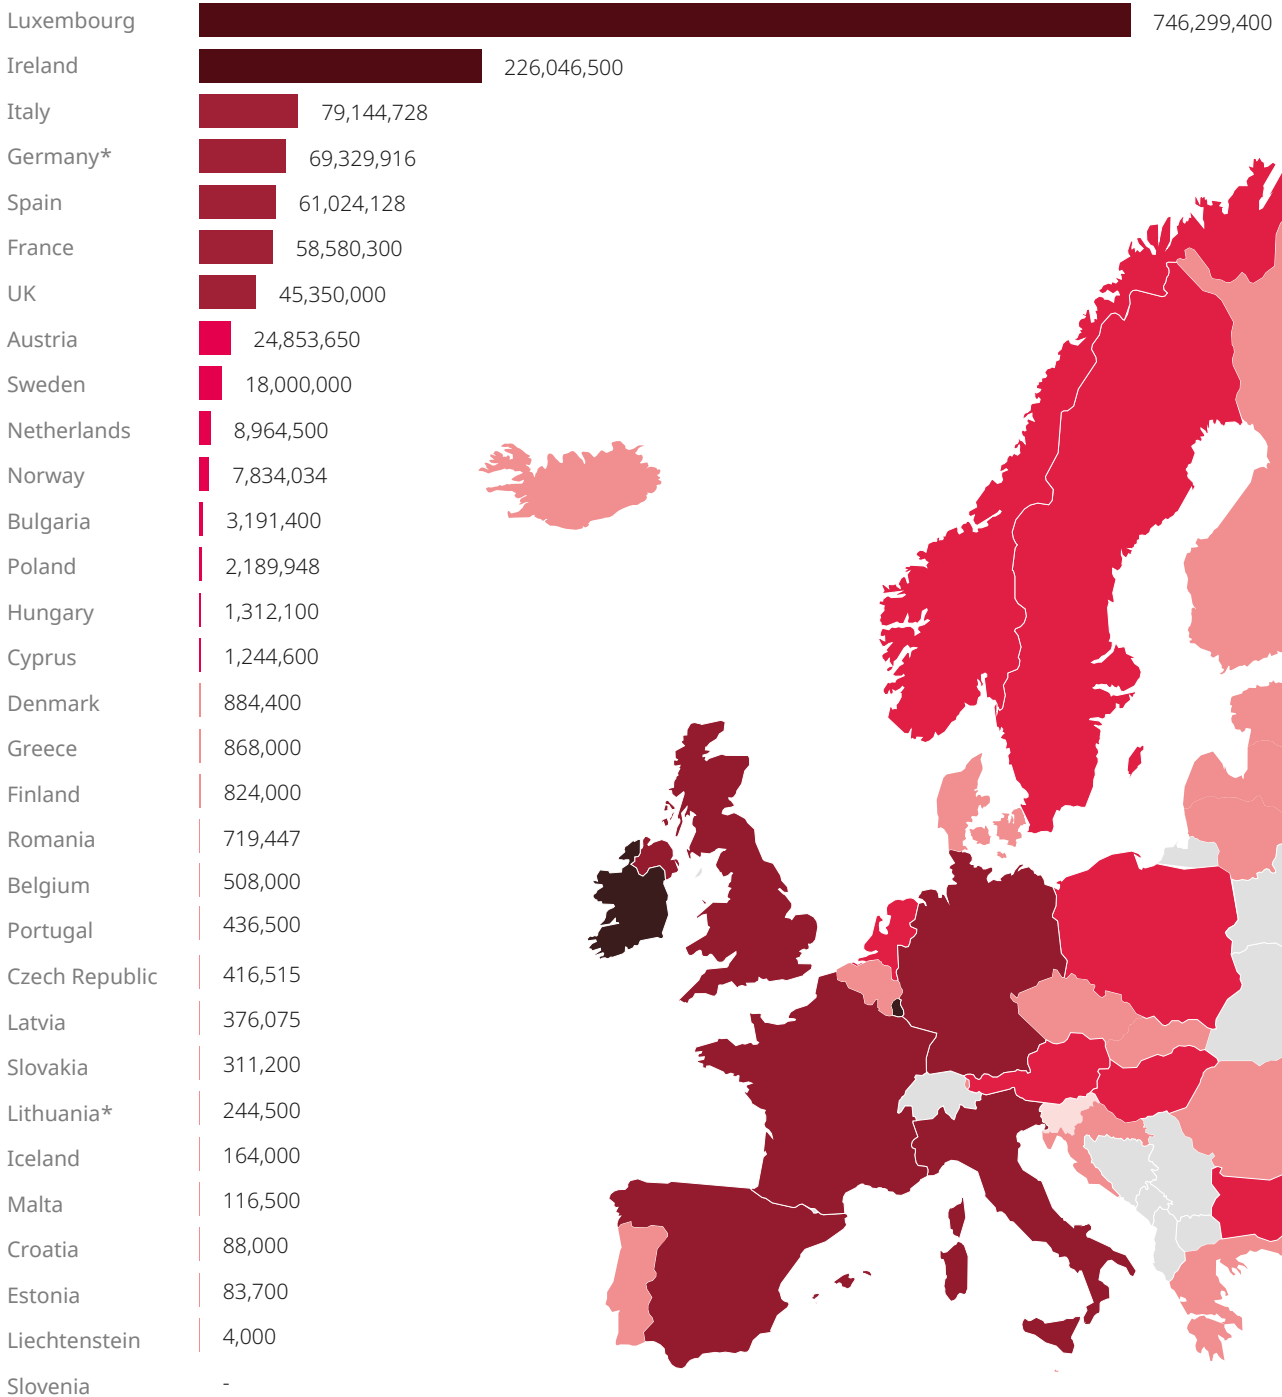 Luxembourg 746,299,400
Ireland 226,046,500
Italy 79,144,728
Germany* 69,329,916
Spain 61,024,128
France 58,580,300
UK 45,350,000
Austria 24,853,650
Sweden 18,000,000
Netherlands 8,964,500
Norway 7,834,034
Bulgaria 3,191,400
Poland 2,189,948
Hungary 1,312,100
Cyprus 1,244,600
Denmark 884,400
Greece 868,000
Finland 824,000
Romania 719,447
Belgium 508,000
Portugal 436,500
Czech Republic 416,515
Latvia 376,075
Slovakia 311,200
Lithuania* 244,500
Iceland 164,000
Malta 116,500
Croatia 88,000
Estonia 83,700
Liechtenstein 4,000
Slovenia -